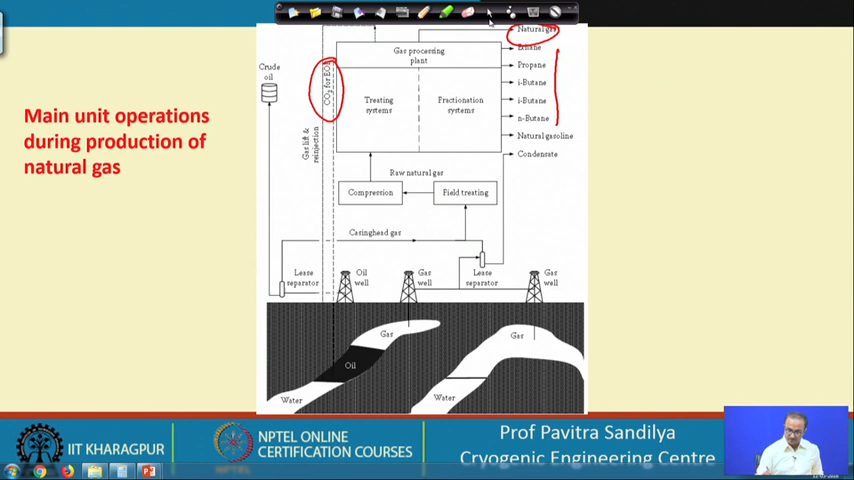 Natural gas
Ethane
Gas processing
plant
Propane
Crude
oil
CO2 for EOR
i-Butane
Treating
systems
Fractionation
systems
i-Butane
n-Butane
Main unit operations
during production of
natural gas
Gas lift &
reinjection
Natural gasoline
Condensate
Raw natural gas
Compression
Field treating
Casinghead gas
Lease
separator
Oil
well
Gas
well
Lease
separator
Gas
well
Gas
Oil
Water
Gas
Water
IIT KHARAGPUR
NPTEL ONLINE
CERTIFICATION COURSES
Prof Pavitra Sandilya
Cryogenic Engineering Centre